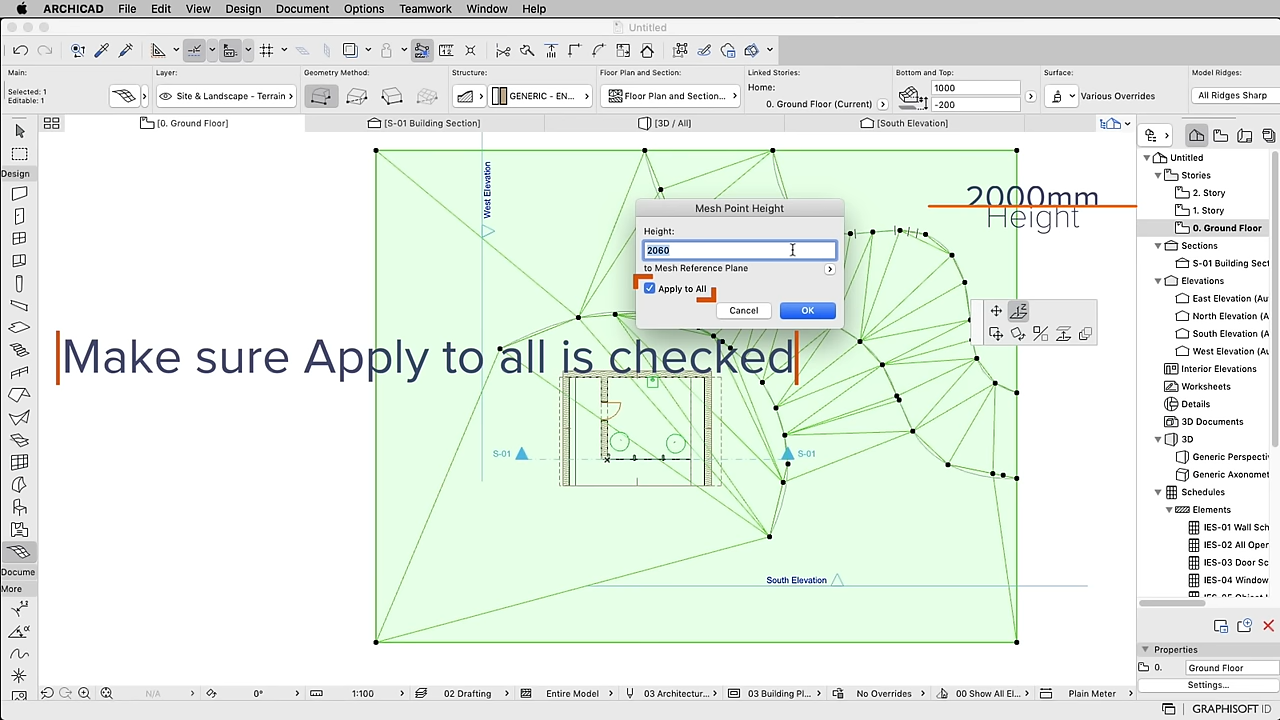 ARCHICAD File Edit View Design Document Options Teamwork Window Help
Untitled
Main: Layer: Geometry Method: Structure: Floor Plan and Section: Linked Stories: Bottom and Top: Surface: Model Ridges:
Selected: 1
Editable: 1
Site & Landscape - Terrain
GENERIC - EN...
Floor Plan and Section...
Home:
0. Ground Floor (Current)
1000
-200
Various Overrides
All Ridges Sharp
[0. Ground Floor]
[S-01 Building Section]
[3D / All]
[South Elevation]
Design
Docume
More
West Elevation
Mesh Point Height
Height:
2060
to Mesh Reference Plane
Apply to All
Cancel
OK
2000mm
Height
Make sure Apply to all is checked
S-01
S-01
South Elevation
Untitled
Stories
2. Story
1. Story
0. Ground Floor
Sections
S-01 Building Sect
Elevations
East Elevation (Au
North Elevation (A
South Elevation (A
West Elevation (Au
Interior Elevations
Worksheets
Details
3D Documents
3D
Generic Perspecti
Generic Axonomet
Schedules
Elements
IES-01 Wall Sch
IES-02 All Open
IES-03 Door Sc
IES-04 Window
Properties
0. Ground Floor
Settings...
N/A
0°
1:100
02 Drafting
Entire Model
03 Architectur...
03 Building Pl...
No Overrides
00 Show All El...
Plain Meter
GRAPHISOFT ID